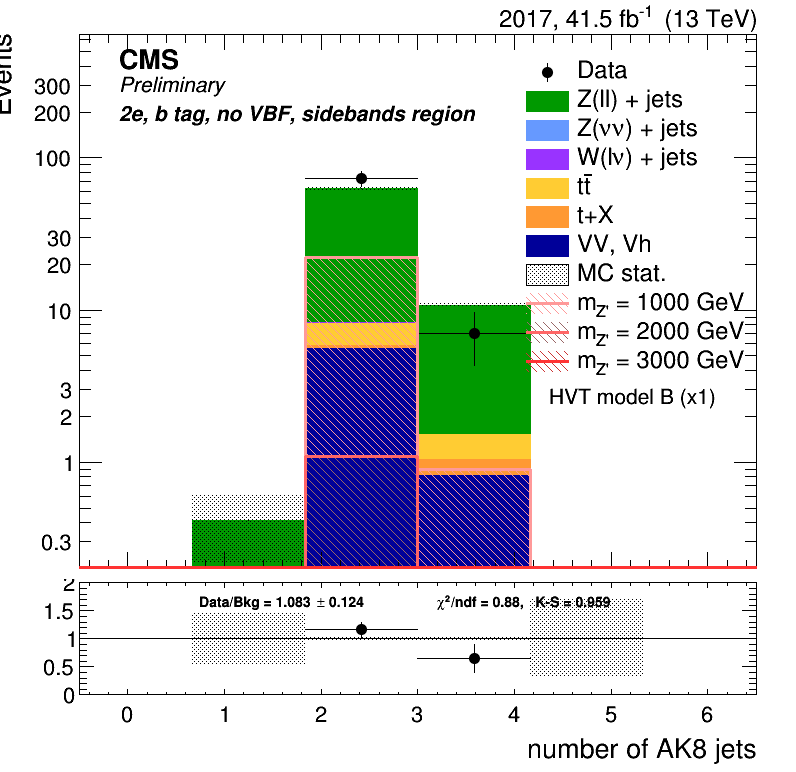 2017, 41.5 fb⁻¹ (13 TeV)
Events
CMS
Preliminary
2e, b tag, no VBF, sidebands region
Data
Z(ll) + jets
Z(νν) + jets
W(lν) + jets
tt̄
t+X
VV, Vh
MC stat.
m_Z' = 1000 GeV
m_Z' = 2000 GeV
m_Z' = 3000 GeV
HVT model B (x1)
300
200
100
30
20
10
3
2
1
0.3
2
1.5
1
0.5
0
Data/Bkg = 1.083 ± 0.124
χ²/ndf = 0.88, K-S = 0.959
0 1 2 3 4 5 6
number of AK8 jets